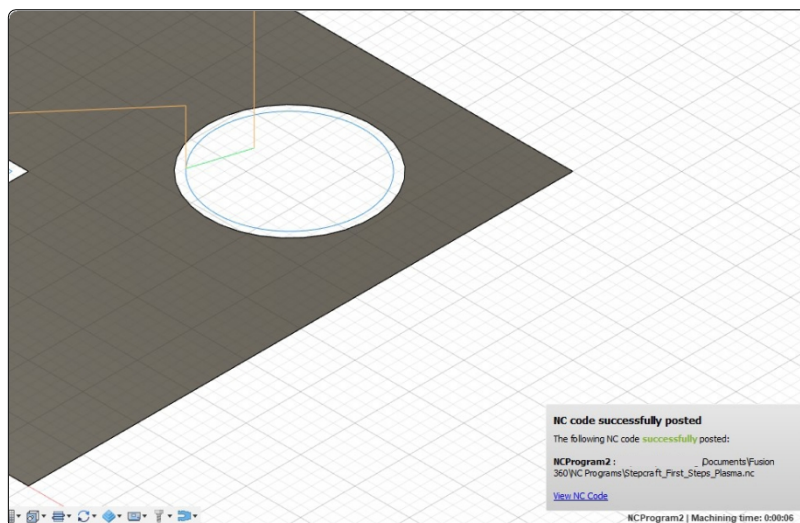 NC code successfully posted
The following NC code successfully posted:
NCProgram2 : _ Documents\Fusion
360\NC Programs\Stepcraft_First_Steps_Plasma.nc
View NC Code
NCProgram2 | Machining time: 0:00:06